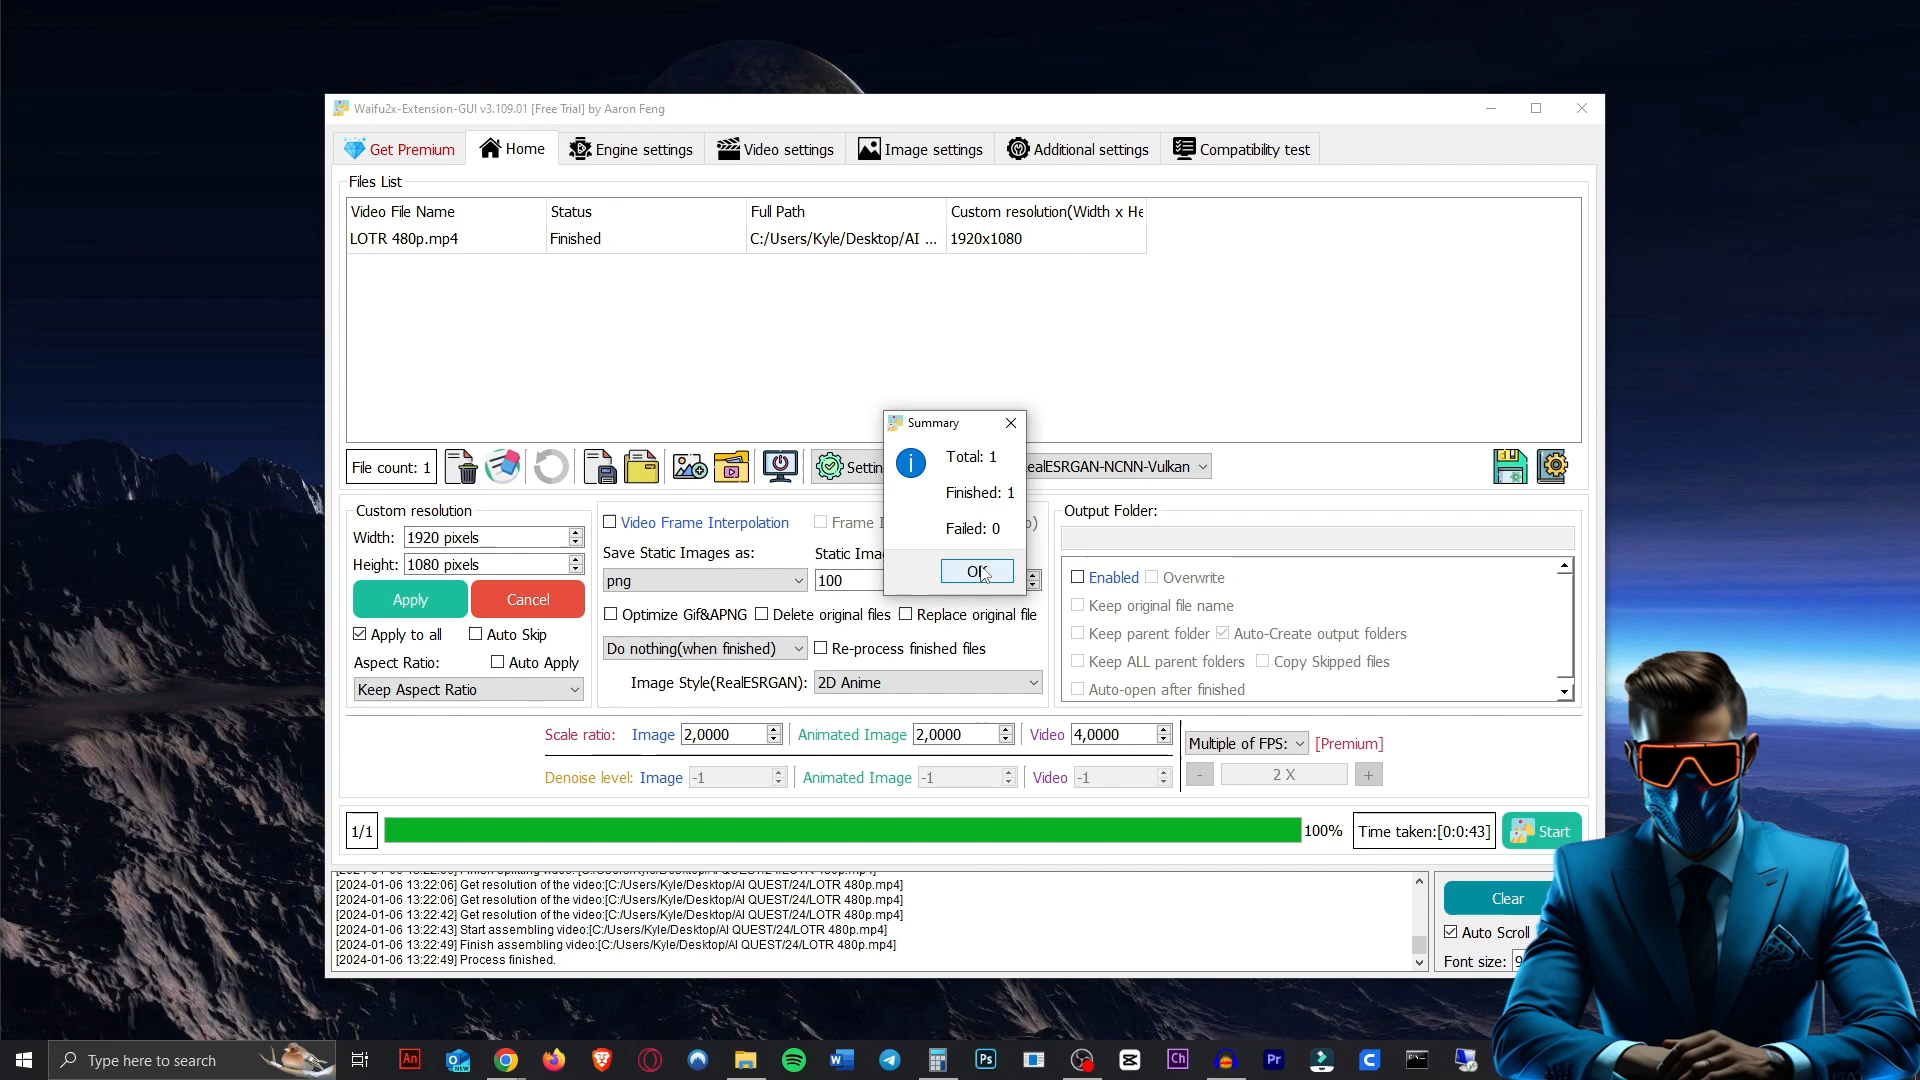 Waifu2x-Extension-GUI v3.109.01 [Free Trial] by Aaron Feng
Get Premium
Home
Engine settings
Video settings
Image settings
Additional settings
Compatibility test
Files List
Video File Name
Status
Full Path
Custom resolution(Width x He
LOTR 480p.mp4
Finished
C:/Users/Kyle/Desktop/AI ...
1920x1080
Summary
Total: 1
Finished: 1
Failed: 0
OK
File count: 1
Settin
ealESRGAN-NCNN-Vulkan
Custom resolution
Width: 1920 pixels
Height: 1080 pixels
Apply
Cancel
Apply to all
Auto Skip
Aspect Ratio:
Auto Apply
Keep Aspect Ratio
Video Frame Interpolation
Frame I
o)
Save Static Images as:
Static Ima
png
100
Optimize Gif&APNG
Delete original files
Replace original file
Do nothing(when finished)
Re-process finished files
Image Style(RealESRGAN): 2D Anime
Output Folder:
Enabled
Overwrite
Keep original file name
Keep parent folder
Auto-Create output folders
Keep ALL parent folders
Copy Skipped files
Auto-open after finished
Scale ratio: Image 2,0000 Animated Image 2,0000 Video 4,0000
Denoise level: Image -1 Animated Image -1 Video -1
Multiple of FPS: [Premium]
- 2 X +
1/1
100%
Time taken:[0:0:43]
Start
[2024-01-06 13:22:06] Get resolution of the video:[C:/Users/Kyle/Desktop/AI QUEST/24/LOTR 480p.mp4]
[2024-01-06 13:22:06] Get resolution of the video:[C:/Users/Kyle/Desktop/AI QUEST/24/LOTR 480p.mp4]
[2024-01-06 13:22:42] Get resolution of the video:[C:/Users/Kyle/Desktop/AI QUEST/24/LOTR 480p.mp4]
[2024-01-06 13:22:43] Start assembling video:[C:/Users/Kyle/Desktop/AI QUEST/24/LOTR 480p.mp4]
[2024-01-06 13:22:49] Finish assembling video:[C:/Users/Kyle/Desktop/AI QUEST/24/LOTR 480p.mp4]
[2024-01-06 13:22:49] Process finished.
Clear
Auto Scroll
Font size: 9
Type here to search
An
NEW
W
Ps
Ch
Pr